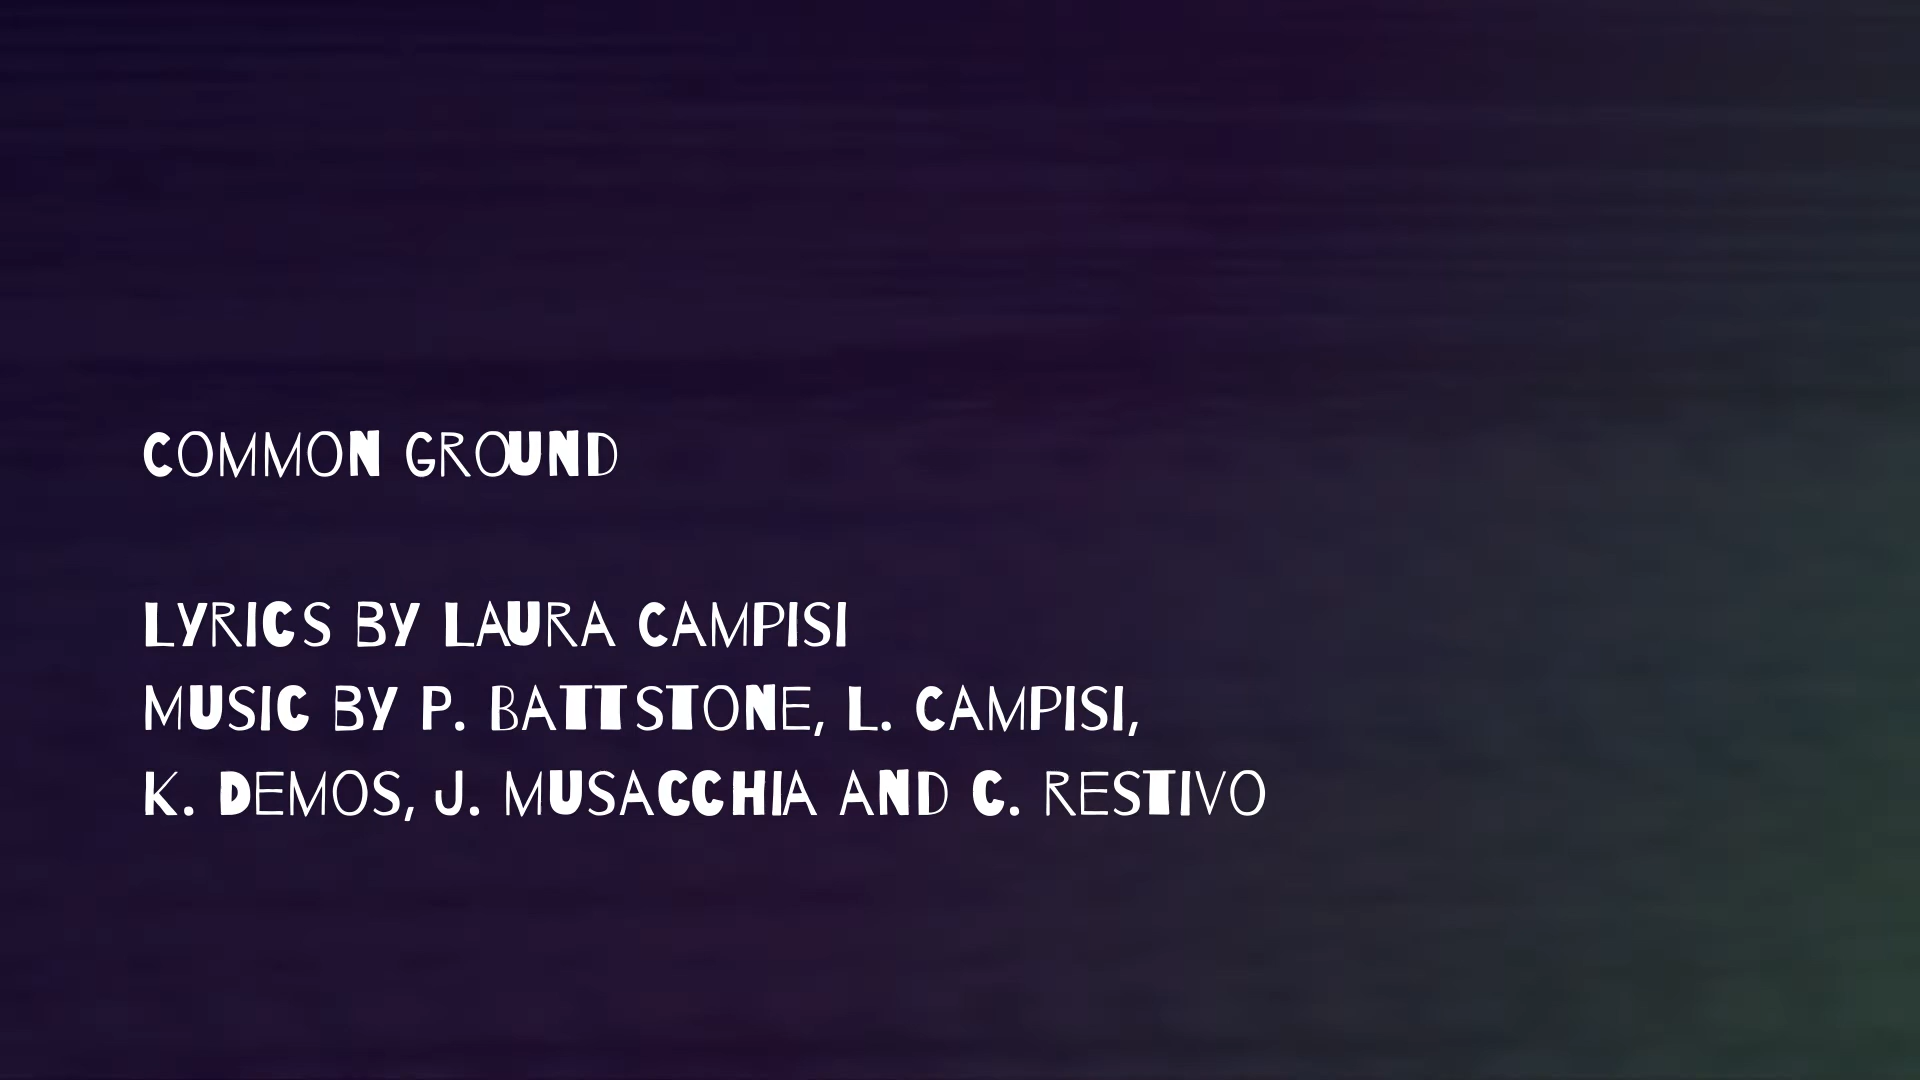 COMMON GROUND
LYRICS BY LAURA CAMPISI
MUSIC BY P. BATTSTONE, L. CAMPISI,
K. DEMOS, J. MUSACCHIA AND C. RESTIVO